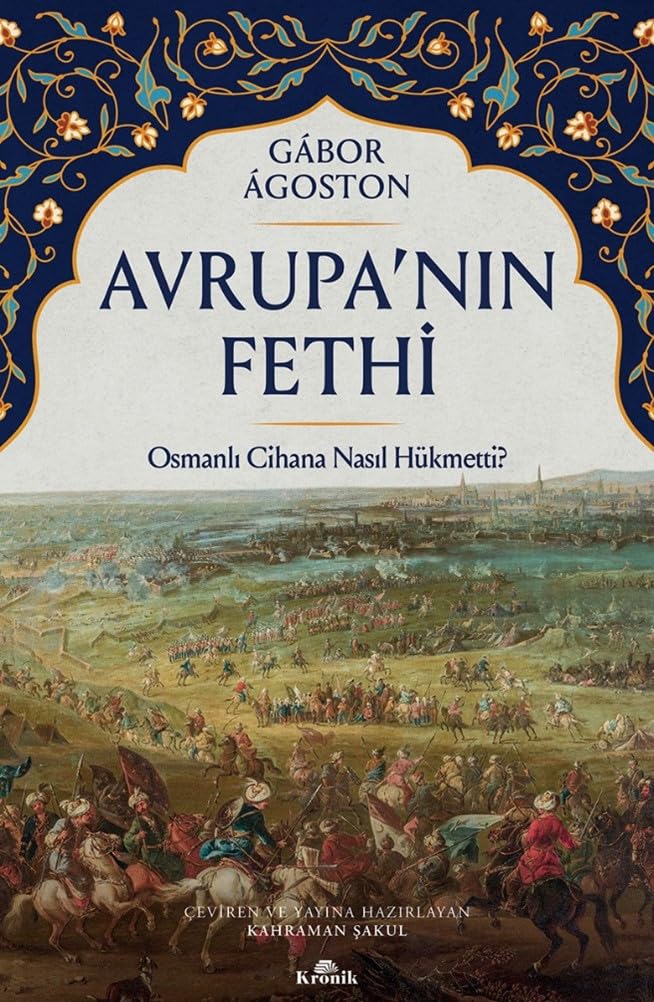 GÁBOR
ÁGOSTON
AVRUPA’NIN
FETHİ
Osmanlı Cihana Nasıl Hükmetti?
ÇEVİREN VE YAYINA HAZIRLAYAN
KAHRAMAN ŞAKUL
Kronik